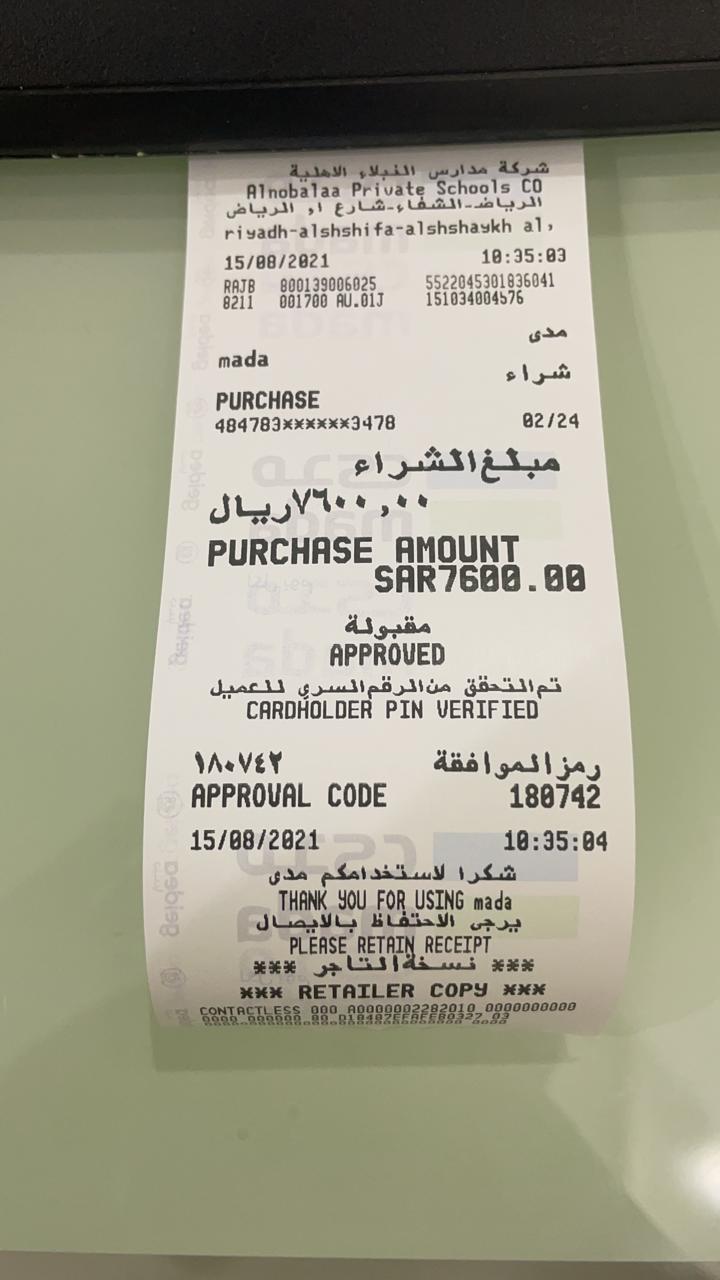 شركة مدارس النبلاء الاهلية
Alnobalaa Private Schools CO
الرياض-الشفاء-شارع ا, الرياض
riyadh-alshshifa-alshshaykh al,
15/08/2021 10:35:03
RAJB 800139006025 5522045301836041
8211 001700 AU.01J 151034004576
مدى
mada
شراء
PURCHASE
484783******3478 02/24
مبلغ الشراء
٧٦٠٠,٠٠ ريال
PURCHASE AMOUNT
SAR7600.00
مقبولة
APPROVED
تم التحقق من الرقم السري للعميل
CARDHOLDER PIN VERIFIED
رمز الموافقة ١٨٠٧٤٢
APPROVAL CODE 180742
15/08/2021 10:35:04
شكرا لاستخدامكم مدى
THANK YOU FOR USING mada
يرجى الاحتفاظ بالايصال
PLEASE RETAIN RECEIPT
*** نسخة التاجر ***
*** RETAILER COPY ***
CONTACTLESS 000 A0000002282010 0000000000